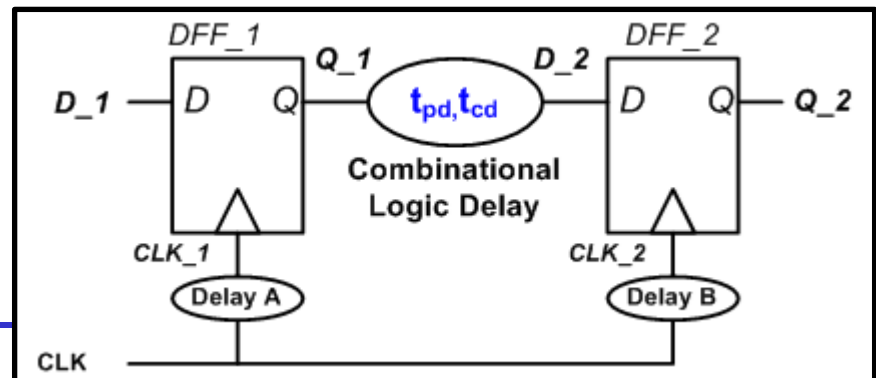 DFF_1
DFF_2
Q_1
D_2
D_1
D
Q
t_pd,t_cd
D
Q
Q_2
Combinational
Logic Delay
CLK_1
CLK_2
Delay A
Delay B
CLK